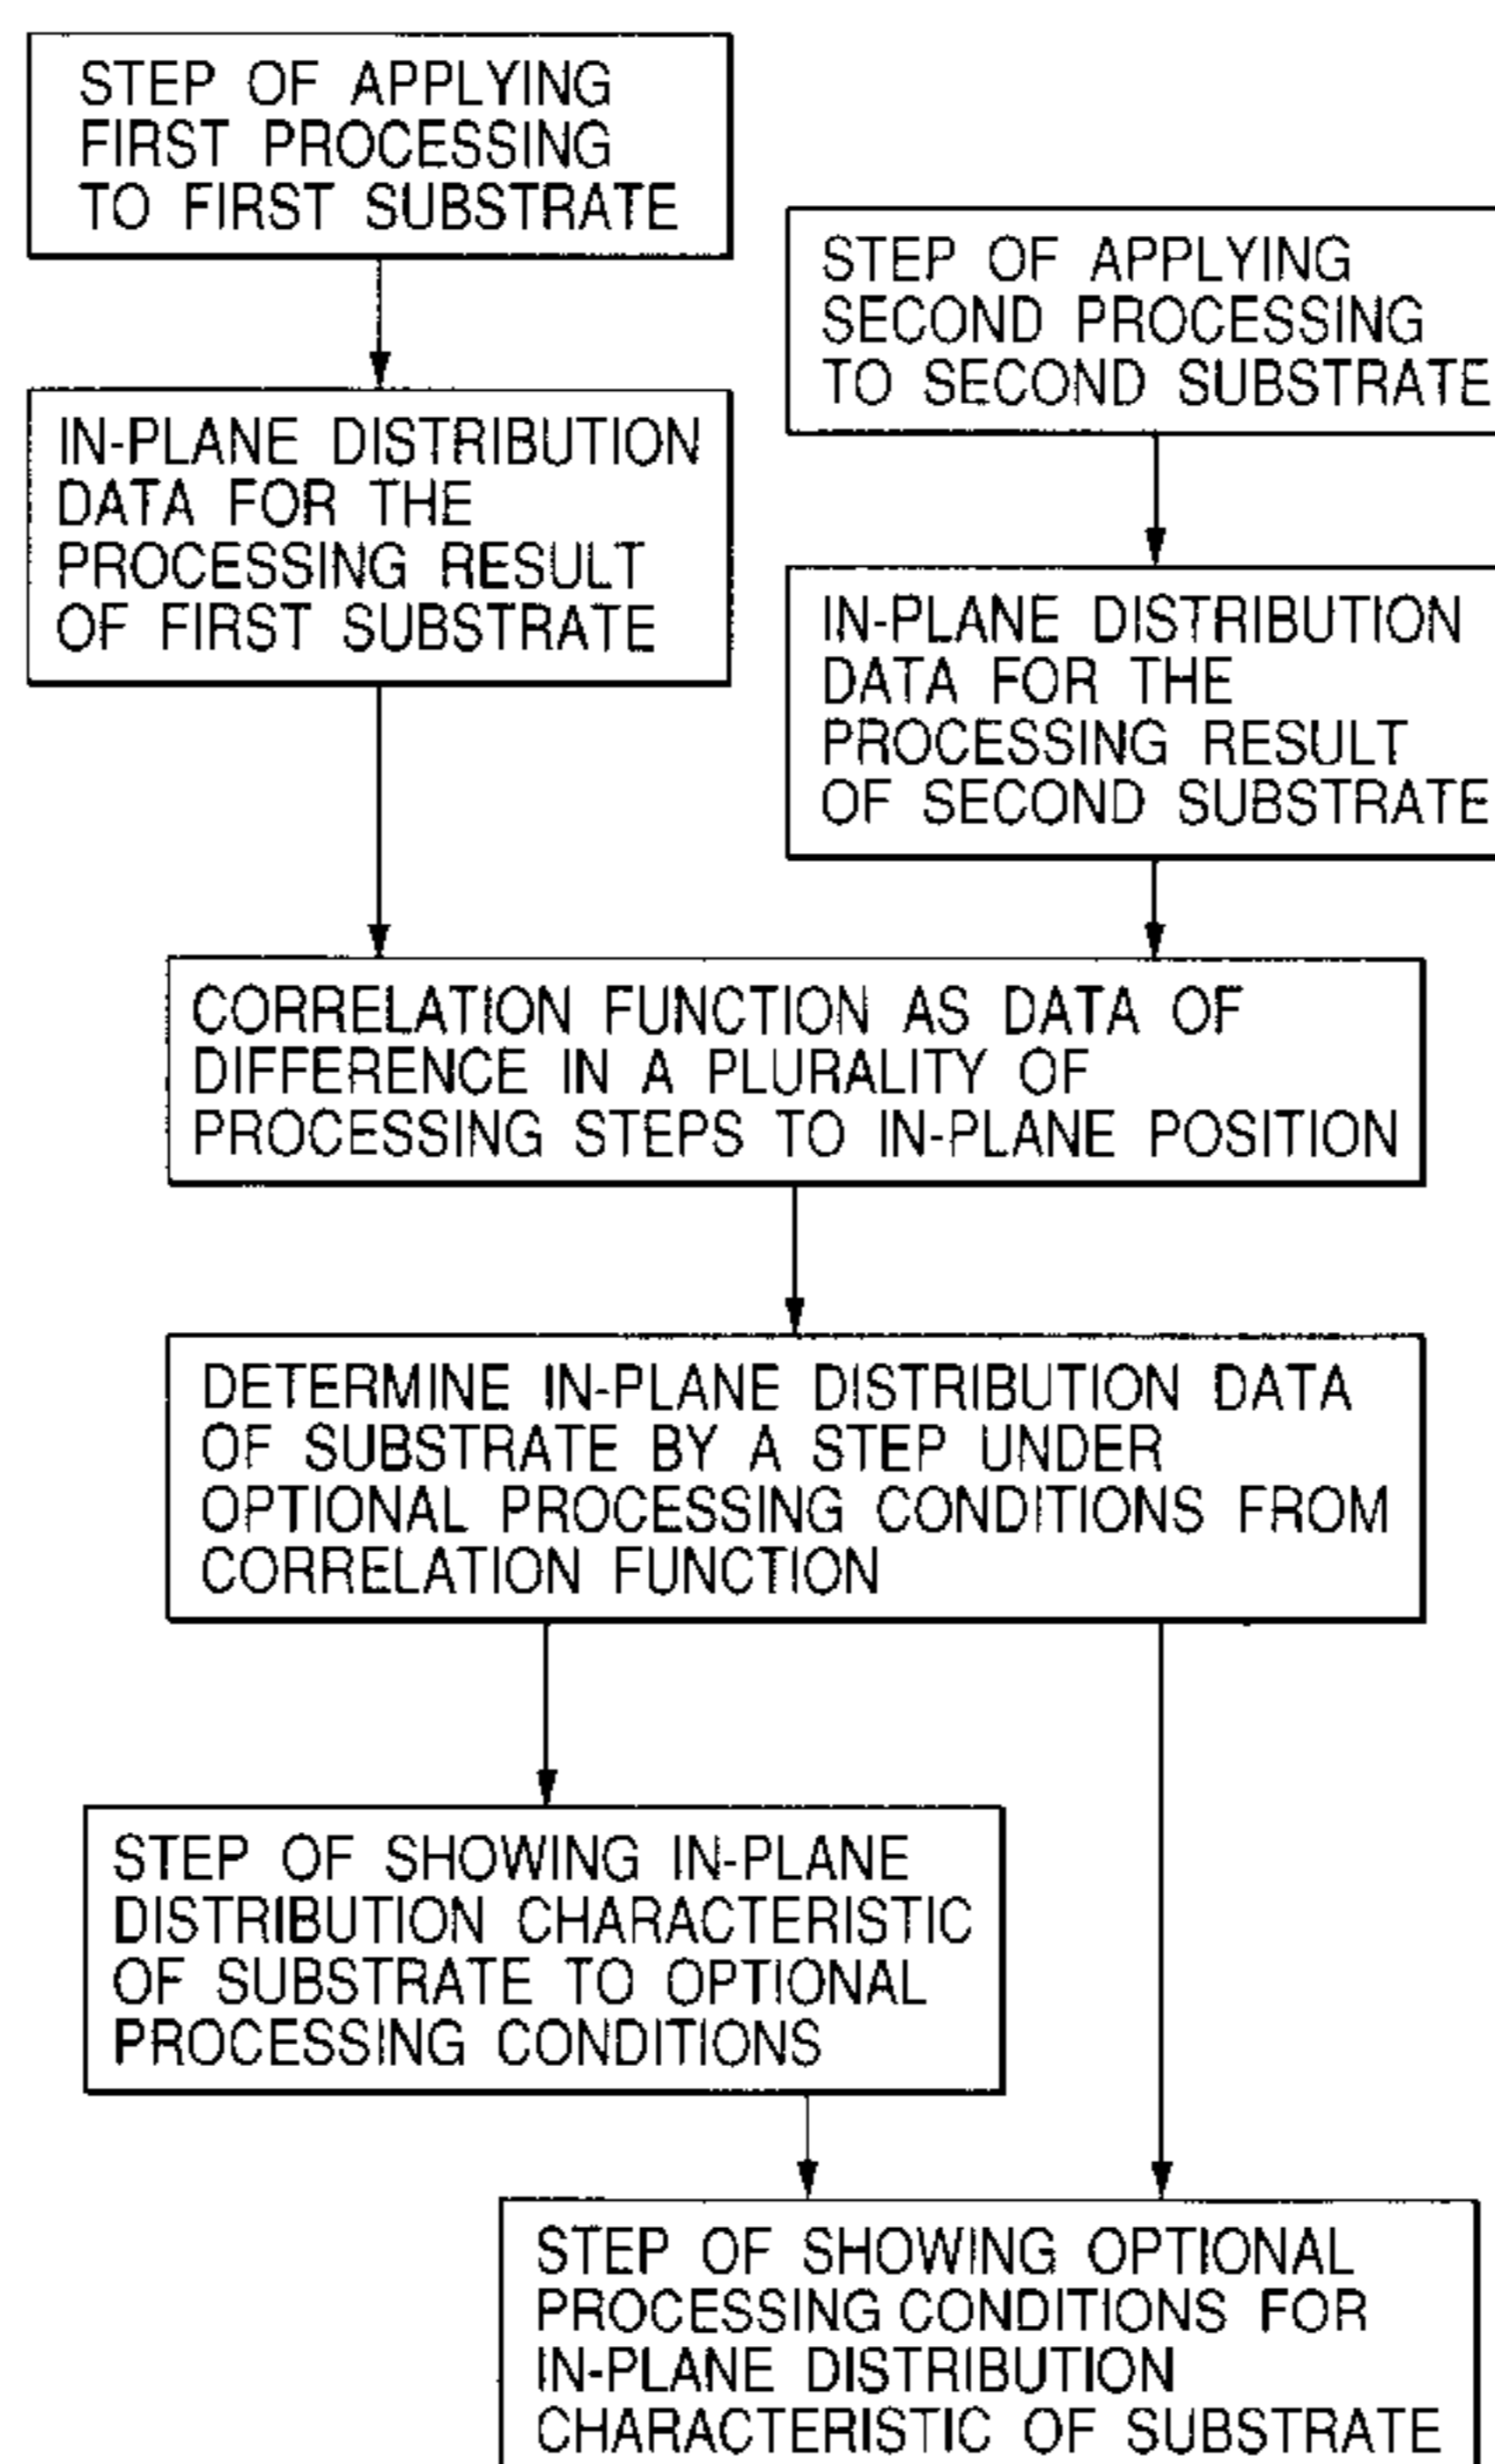 STEP OF APPLYING
FIRST PROCESSING
TO FIRST SUBSTRATE
STEP OF APPLYING
SECOND PROCESSING
TO SECOND SUBSTRATE
IN-PLANE DISTRIBUTION
DATA FOR THE
PROCESSING RESULT
OF FIRST SUBSTRATE
IN-PLANE DISTRIBUTION
DATA FOR THE
PROCESSING RESULT
OF SECOND SUBSTRATE
CORRELATION FUNCTION AS DATA OF
DIFFERENCE IN A PLURALITY OF
PROCESSING STEPS TO IN-PLANE POSITION
DETERMINE IN-PLANE DISTRIBUTION DATA
OF SUBSTRATE BY A STEP UNDER
OPTIONAL PROCESSING CONDITIONS FROM
CORRELATION FUNCTION
STEP OF SHOWING IN-PLANE
DISTRIBUTION CHARACTERISTIC
OF SUBSTRATE TO OPTIONAL
PROCESSING CONDITIONS
STEP OF SHOWING OPTIONAL
PROCESSING CONDITIONS FOR
IN-PLANE DISTRIBUTION
CHARACTERISTIC OF SUBSTRATE